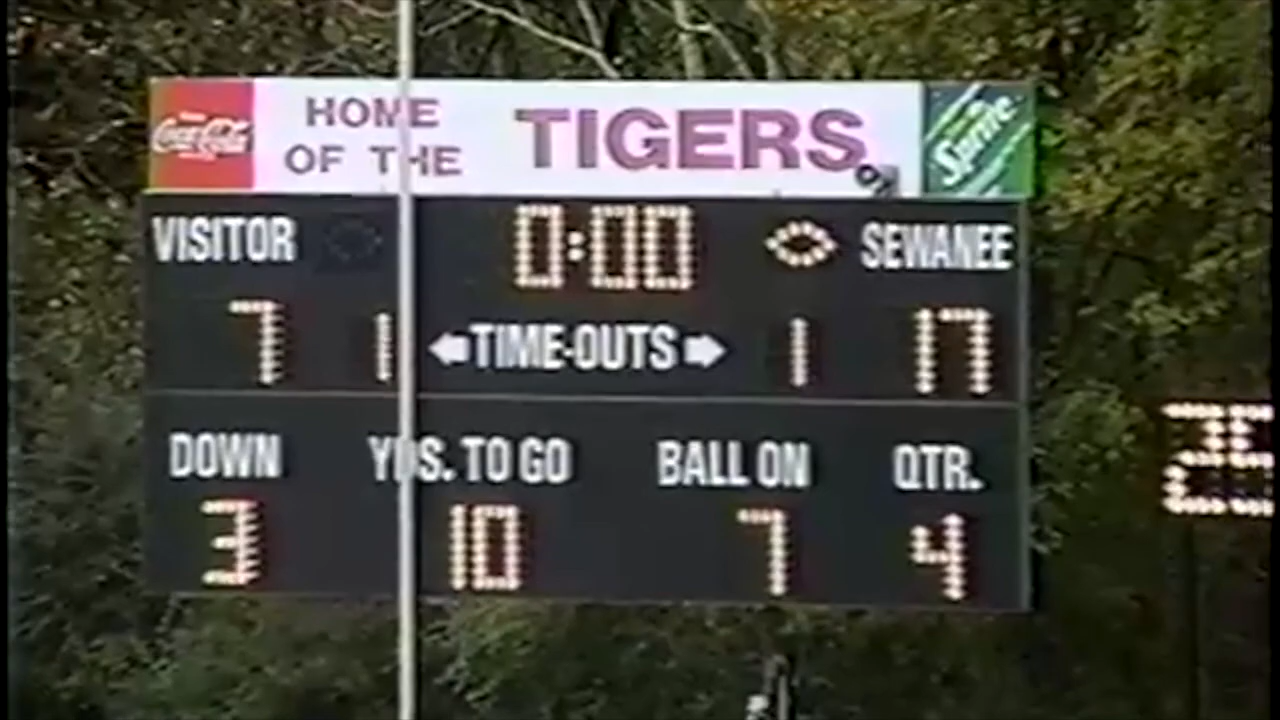 Coca-Cola
HOME
OF THE
TIGERS
Sprite
VISITOR
0:00
SEWANEE
7
1
TIME-OUTS
1
17
DOWN
YDS. TO GO
BALL ON
QTR.
3
10
7
4